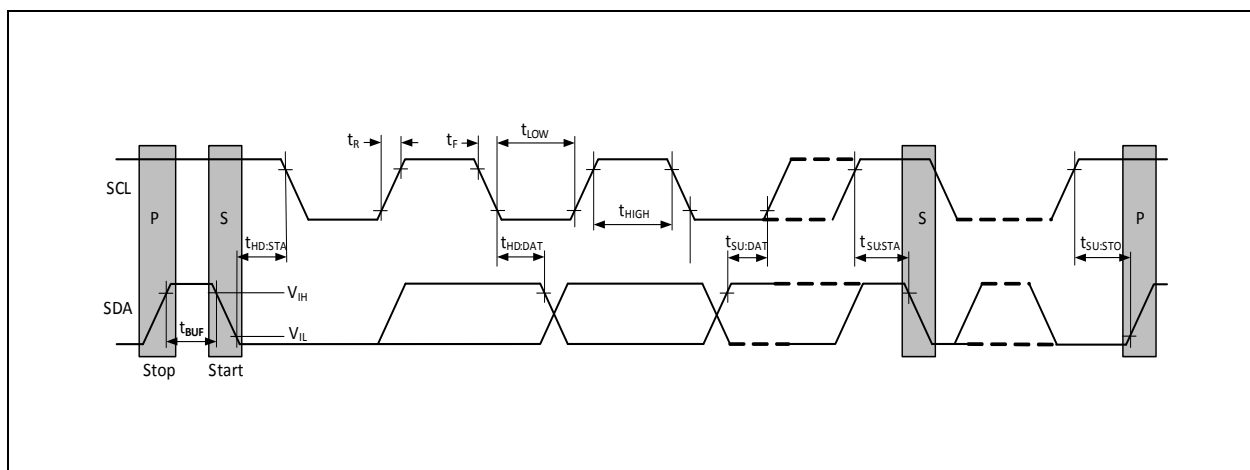 tR tF tLOW
SCL
P S tHIGH S P
tHD:STA tHD:DAT tSU:DAT tSU:STA tSU:STO
SDA VIH
tBUF
VIL
Stop Start